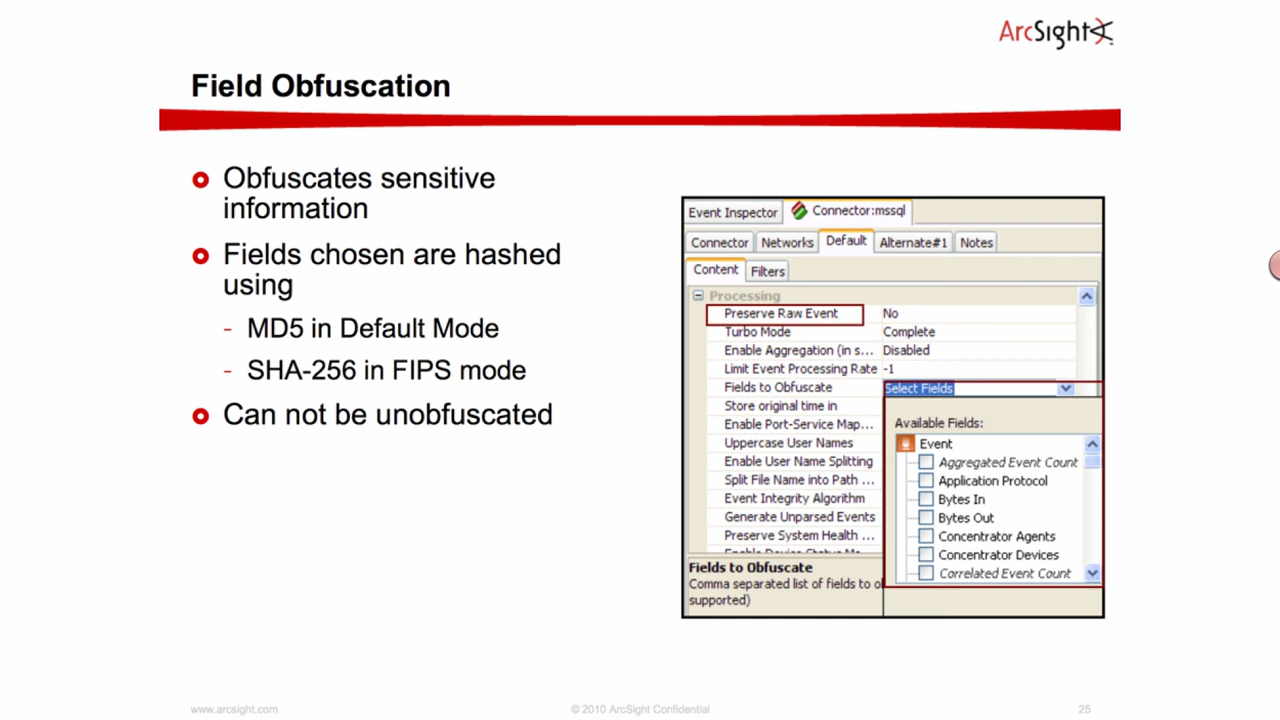 ArcSight
Field Obfuscation
Obfuscates sensitive
information
Fields chosen are hashed
using
- MD5 in Default Mode
- SHA-256 in FIPS mode
Can not be unobfuscated
Event Inspector Connector:mssql
Connector Networks Default Alternate#1 Notes
Content Filters
Processing
Preserve Raw Event No
Turbo Mode Complete
Enable Aggregation (in s... Disabled
Limit Event Processing Rate -1
Fields to Obfuscate Select Fields
Store original time in
Enable Port-Service Map...
Uppercase User Names
Enable User Name Splitting
Split File Name into Path ...
Event Integrity Algorithm
Generate Unparsed Events
Preserve System Health ...
Available Fields:
Event
Aggregated Event Count
Application Protocol
Bytes In
Bytes Out
Concentrator Agents
Concentrator Devices
Correlated Event Count
Fields to Obfuscate
Comma separated list of fields to
supported)
www.arcsight.com © 2010 ArcSight Confidential 25